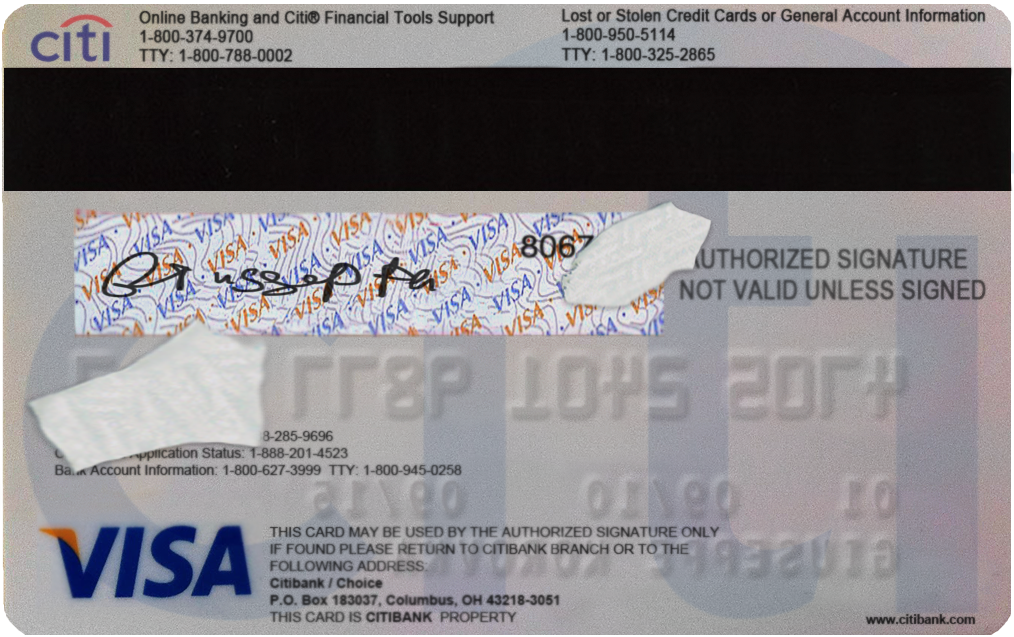 citi
Online Banking and Citi® Financial Tools Support
1-800-374-9700
TTY: 1-800-788-0002
Lost or Stolen Credit Cards or General Account Information
1-800-950-5114
TTY: 1-800-325-2865
VISA
UTHORIZED SIGNATURE
NOT VALID UNLESS SIGNED
8-285-9696
pplication Status: 1-888-201-4523
Account Information: 1-800-627-3999 TTY: 1-800-945-0258
VISA
THIS CARD MAY BE USED BY THE AUTHORIZED SIGNATURE ONLY
IF FOUND PLEASE RETURN TO CITIBANK BRANCH OR TO THE
FOLLOWING ADDRESS:
Citibank / Choice
P.O. Box 183037, Columbus, OH 43218-3051
THIS CARD IS CITIBANK PROPERTY
www.citibank.com